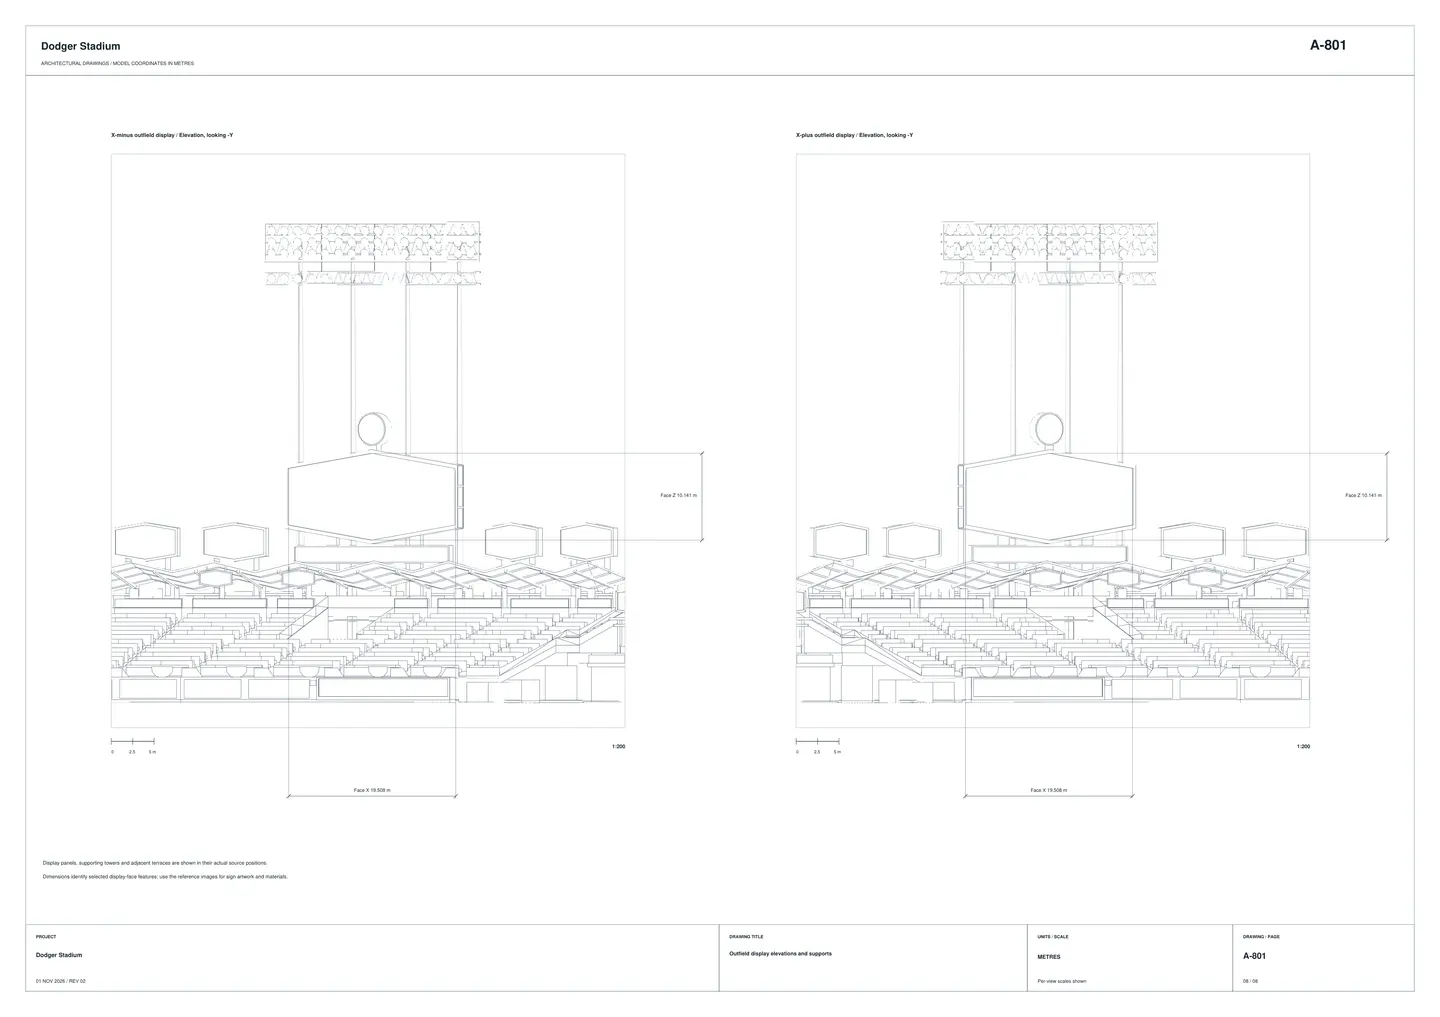 Dodger Stadium
A-801
ARCHITECTURAL DRAWINGS / MODEL COORDINATES IN METRES
X-minus outfield display / Elevation, looking -Y
X-plus outfield display / Elevation, looking -Y
Face Z 10.141 m
Face Z 10.141 m
0 2.5 5 m
1:200
0 2.5 5 m
1:200
Face X 19.508 m
Face X 19.508 m
Display panels, supporting towers and adjacent terraces are shown in their actual source positions.
Dimensions identify selected display-face features; use the reference images for sign artwork and materials.
PROJECT
Dodger Stadium
01 NOV 2026 / REV 02
DRAWING TITLE
Outfield display elevations and supports
UNITS / SCALE
METRES
Per-view scales shown
DRAWING / PAGE
A-801
08 / 08